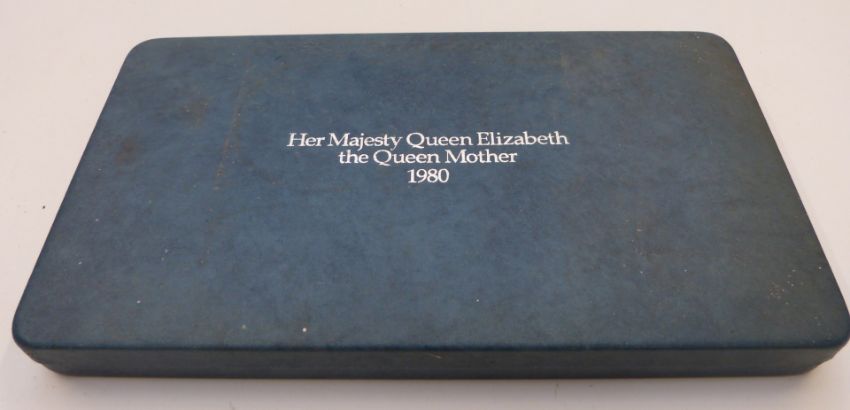 Her Majesty Queen Elizabeth
the Queen Mother
1980